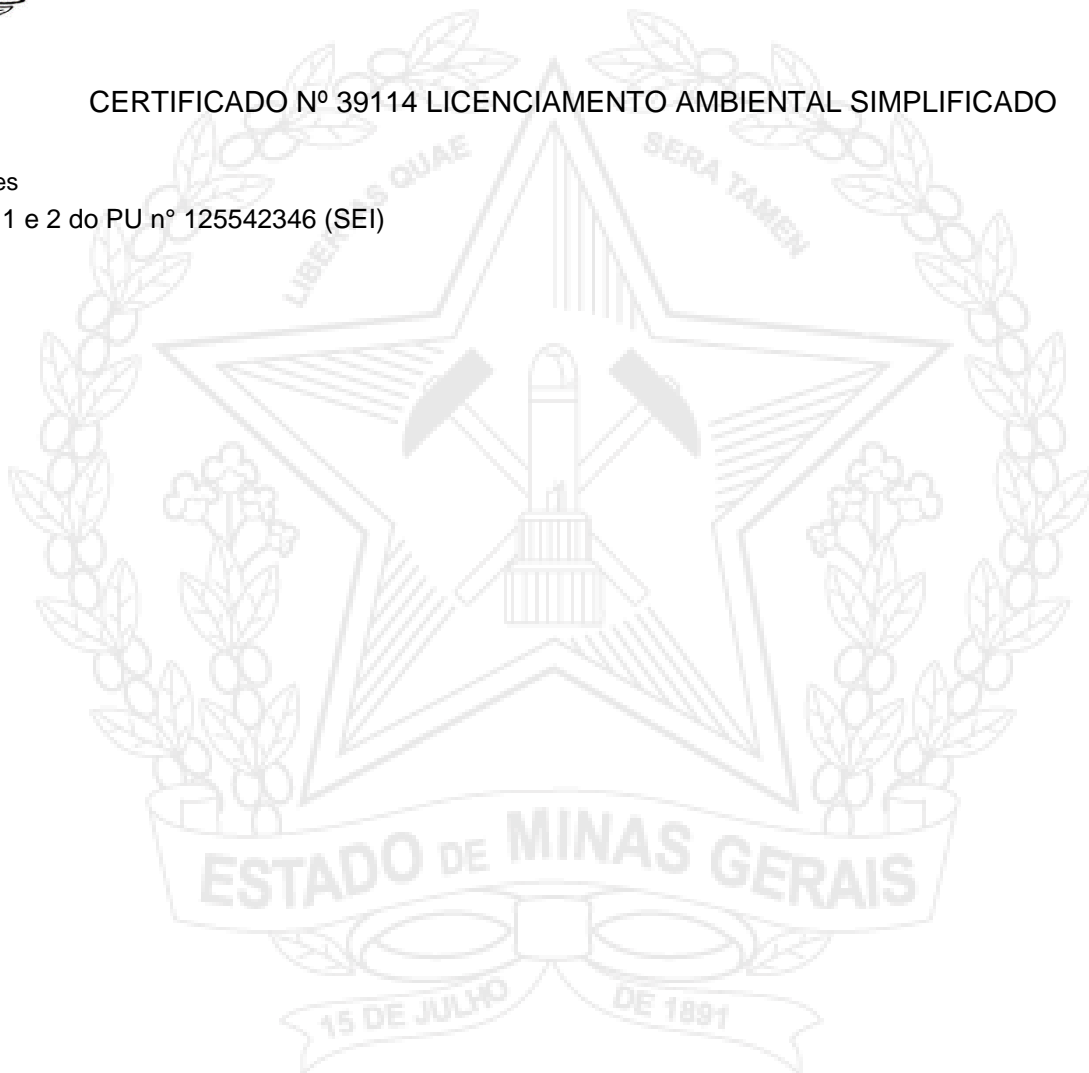 CERTIFICADO Nº 39114 LICENCIAMENTO AMBIENTAL SIMPLIFICADO
es
1 e 2 do PU n° 125542346 (SEI)
LIBERTAS QUAE SERA TAMEN
ESTADO DE MINAS GERAIS
15 DE JULHO DE 1891